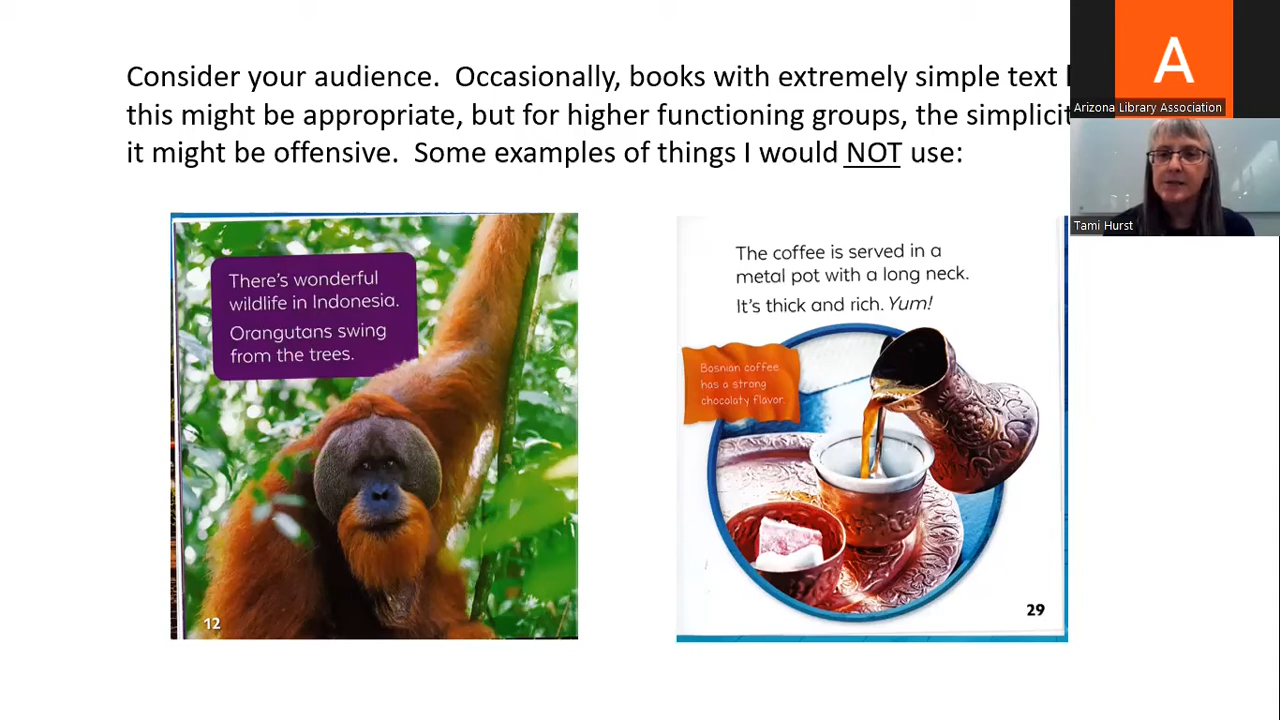 Consider your audience. Occasionally, books with extremely simple text
this might be appropriate, but for higher functioning groups, the
it might be offensive. Some examples of things I would NOT use:
There's wonderful
wildlife in Indonesia.
Orangutans swing
from the trees.
12
The coffee is served in a
metal pot with a long neck.
It's thick and rich. Yum!
Bosnian coffee
has a strong
chocolaty flavor.
29
A
Arizona Library Association
Tami Hurst